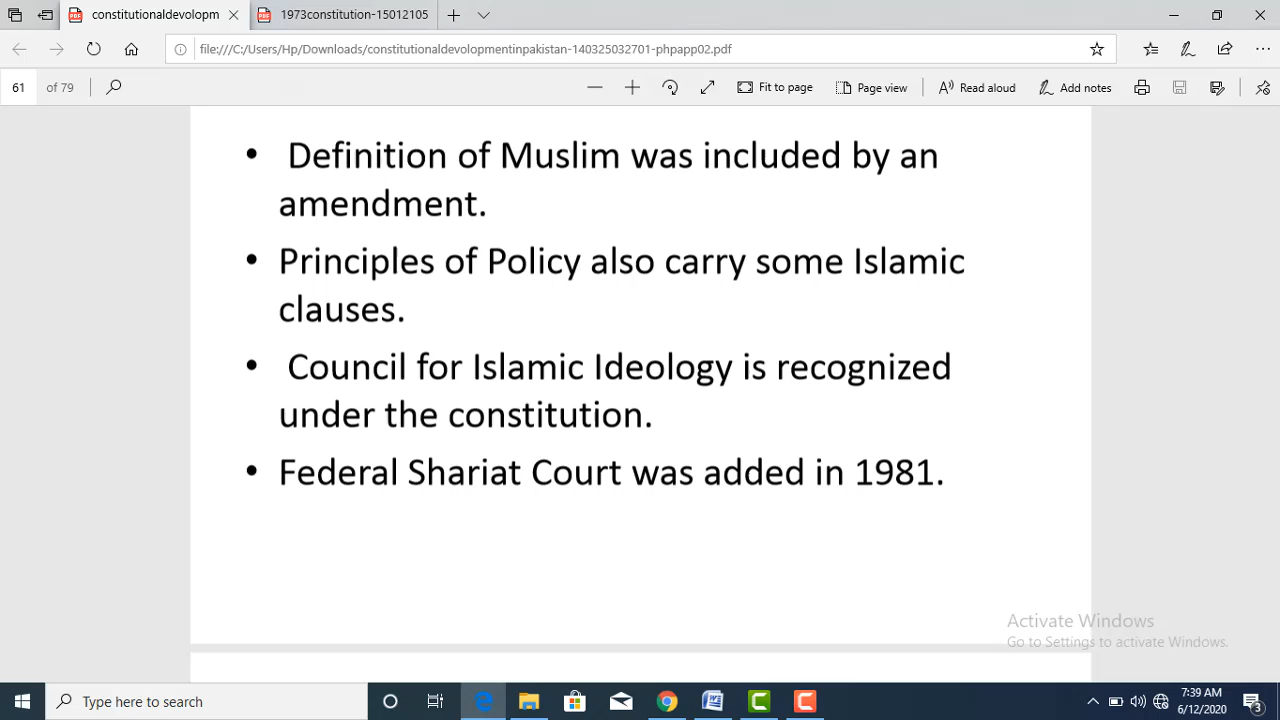 constitutionaldevolopm
1973constitution-15012105
file:///C:/Users/Hp/Downloads/constitutionaldevolopmentinpakistan-140325032701-phpapp02.pdf
61 of 79
Fit to page
Page view
Read aloud
Add notes
• Definition of Muslim was included by an
amendment.
• Principles of Policy also carry some Islamic
clauses.
• Council for Islamic Ideology is recognized
under the constitution.
• Federal Shariat Court was added in 1981.
Activate Windows
Go to Settings to activate Windows.
Type here to search
7:39 AM
6/12/2020
3